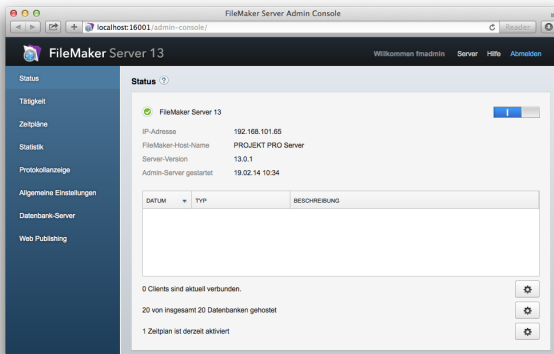 FileMaker Server Admin Console
localhost:16001/admin-console/
Reader
FileMaker Server 13
Willkommen fmadmin Server Hilfe Abmelden
Status
Tätigkeit
Zeitpläne
Statistik
Protokollanzeige
Allgemeine Einstellungen
Datenbank-Server
Web Publishing
Status ?
FileMaker Server 13
IP-Adresse 192.168.101.65
FileMaker-Host-Name PROJEKT PRO Server
Server-Version 13.0.1
Admin-Server gestartet 19.02.14 10:34
DATUM TYP BESCHREIBUNG
0 Clients sind aktuell verbunden.
20 von insgesamt 20 Datenbanken gehostet
1 Zeitplan ist derzeit aktiviert